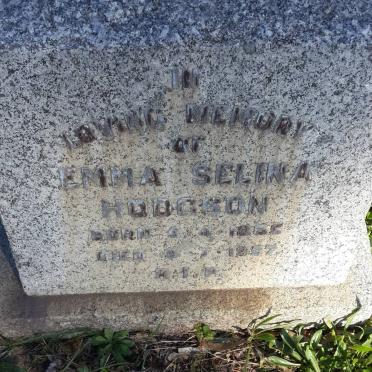 IN
LOVING MEMORY
OF
EMMA SELINA
HODGSON
BORN
DIED
R.I.P.